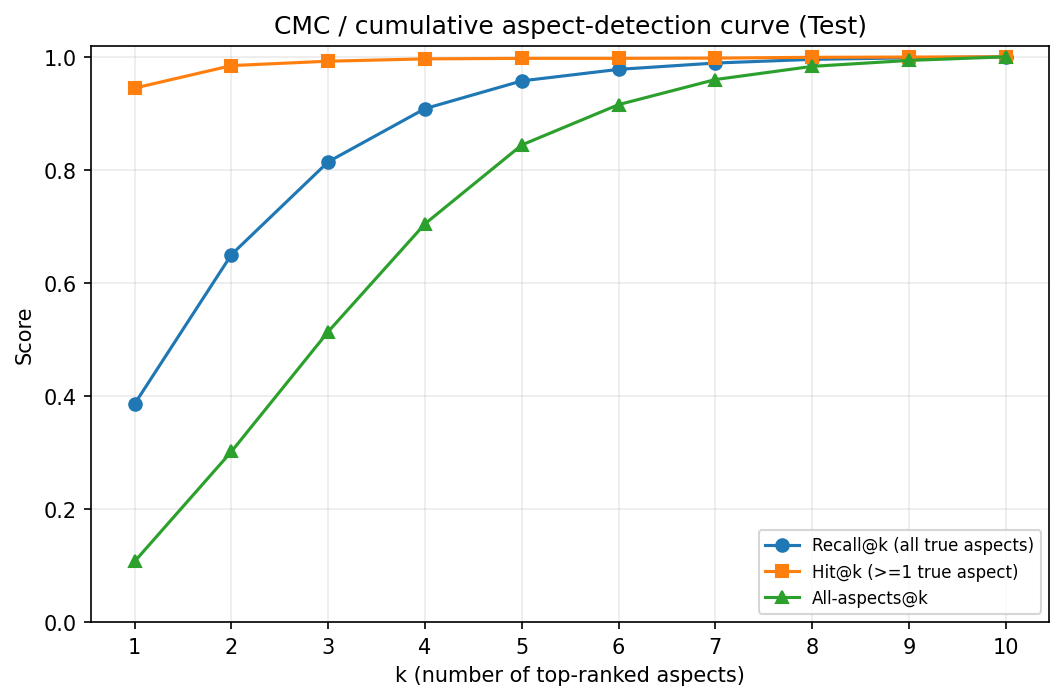 CMC / cumulative aspect-detection curve (Test)
Score
1.0
0.8
0.6
0.4
0.2
0.0
Recall@k (all true aspects)
Hit@k (>=1 true aspect)
All-aspects@k
1 2 3 4 5 6 7 8 9 10
k (number of top-ranked aspects)